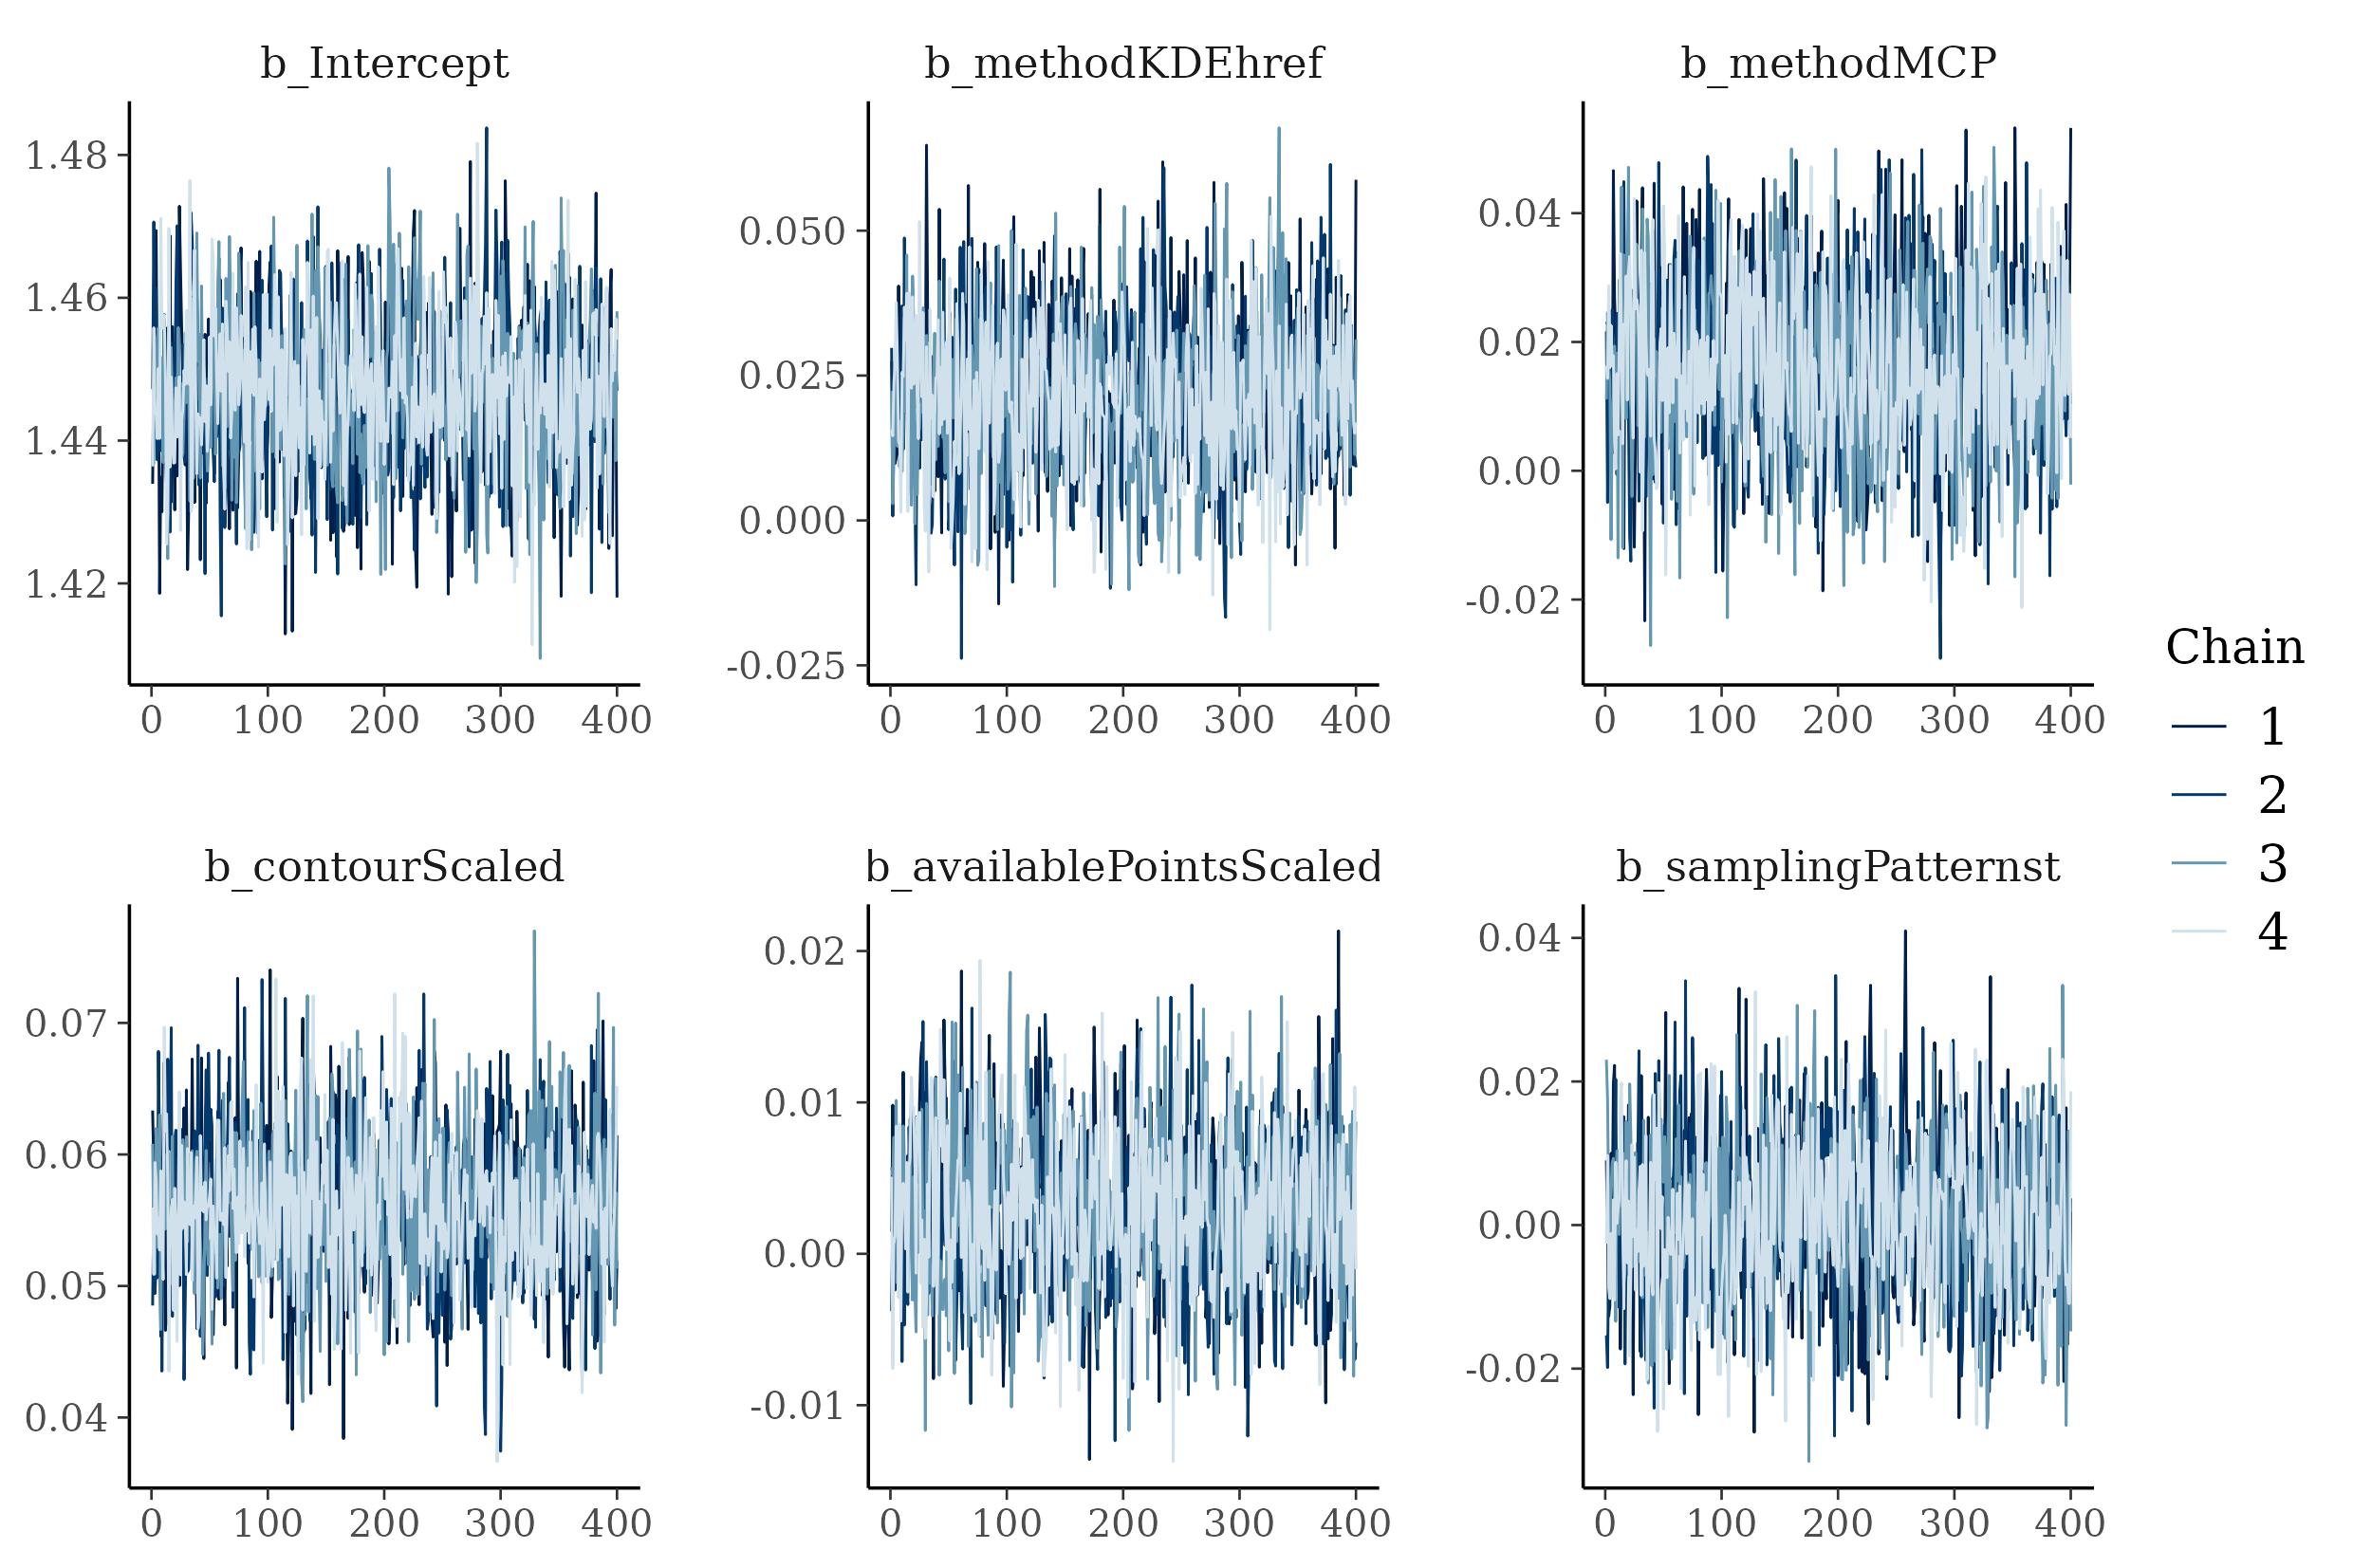 b_Intercept
b_methodKDEhref
b_methodMCP
1.48
1.46
1.44
1.42
0 100 200 300 400
0.050
0.025
0.000
-0.025
0 100 200 300 400
0.04
0.02
0.00
-0.02
0 100 200 300 400
b_contourScaled
b_availablePointsScaled
b_samplingPatternst
0.07
0.06
0.05
0.04
0 100 200 300 400
0.02
0.01
0.00
-0.01
0 100 200 300 400
0.04
0.02
0.00
-0.02
0 100 200 300 400
Chain
1
2
3
4